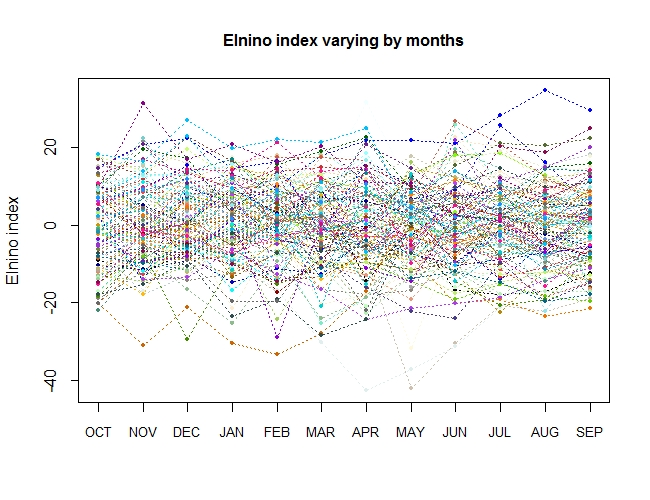 Elnino index varying by months
Elnino index
20
0
-20
-40
OCT NOV DEC JAN FEB MAR APR MAY JUN JUL AUG SEP